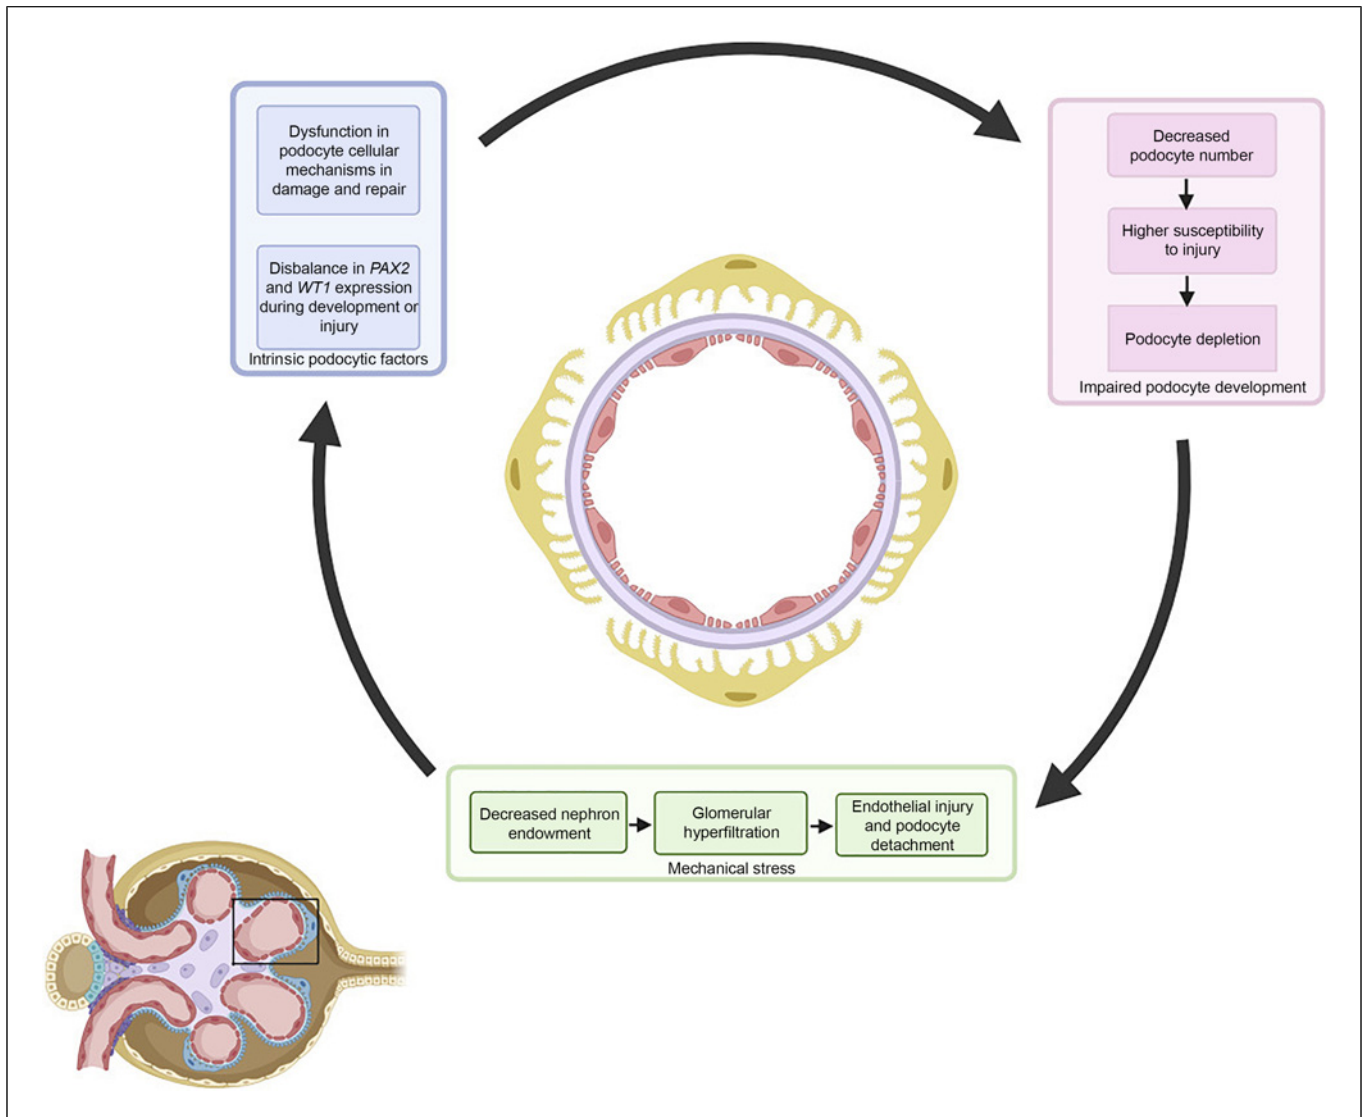 Dysfunction in
podocyte cellular
mechanisms in
damage and repair
Disbalance in PAX2
and WT1 expression
during development or
injury
Intrinsic podocytic factors
Decreased
podocyte number
Higher susceptibility
to injury
Podocyte depletion
Impaired podocyte development
Decreased nephron
endowment
Glomerular
hyperfiltration
Endothelial injury
and podocyte
detachment
Mechanical stress